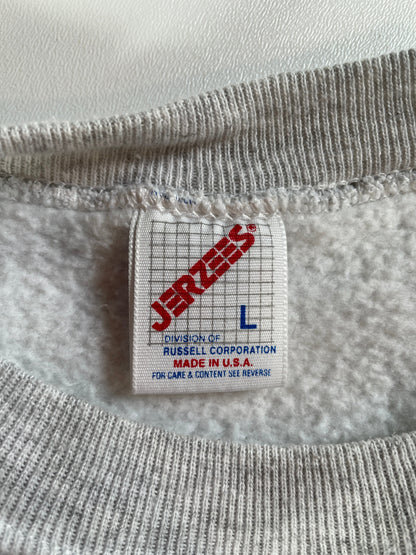 JERZEES®
L
DIVISION OF
RUSSELL CORPORATION
MADE IN U.S.A.
FOR CARE & CONTENT SEE REVERSE